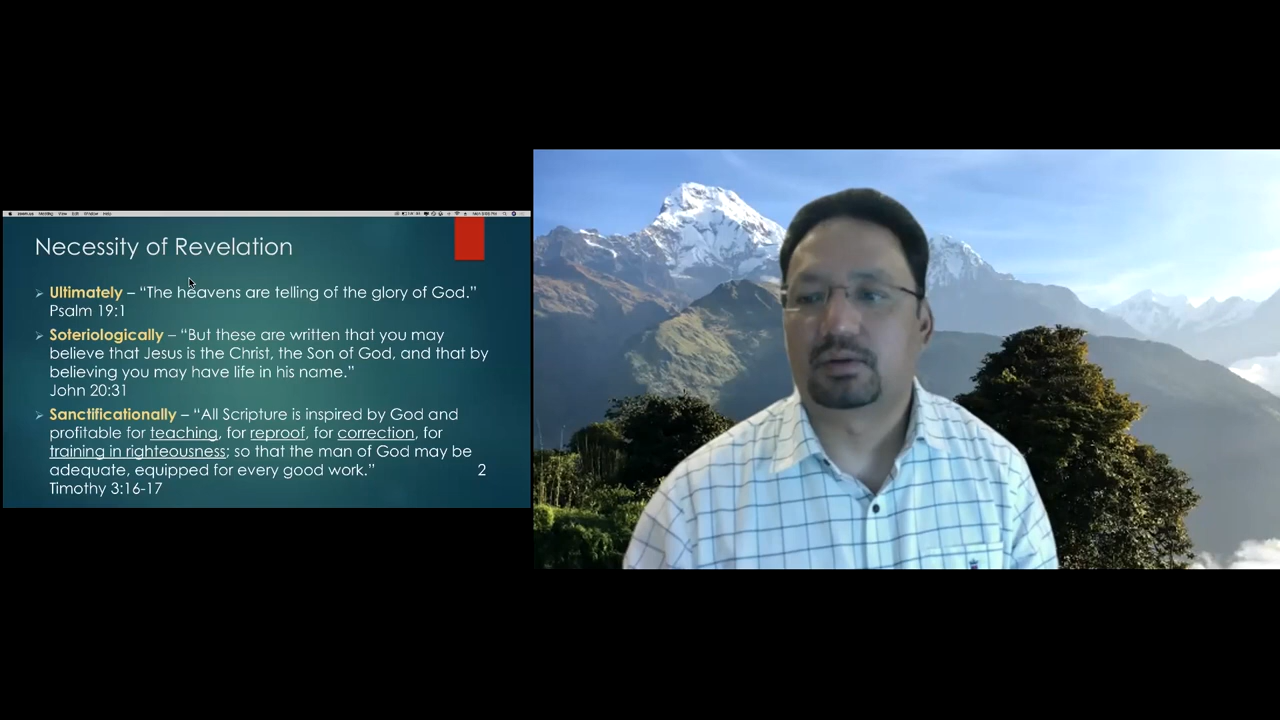 Necessity of Revelation
Ultimately – “The heavens are telling of the glory of God.”
Psalm 19:1
Soteriologically – “But these are written that you may
believe that Jesus is the Christ, the Son of God, and that by
believing you may have life in his name.”
John 20:31
Sanctificationally – “All Scripture is inspired by God and
profitable for teaching, for reproof, for correction, for
training in righteousness; so that the man of God may be
adequate, equipped for every good work.” 2
Timothy 3:16-17